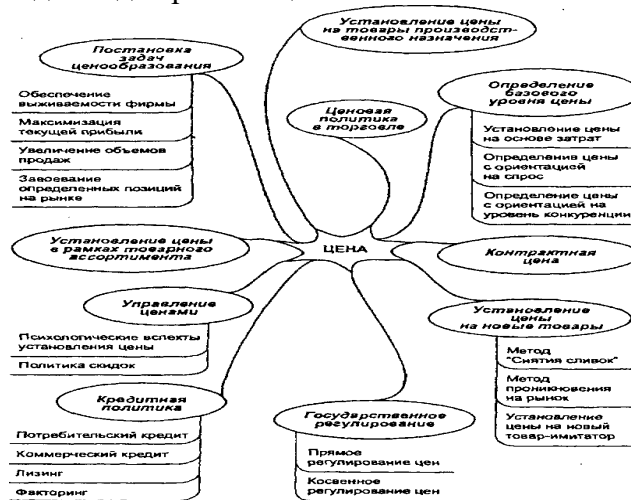 Установление цены
на товары производст-
венного назначения
Постановка
задач
ценообразования
Обеспечение
выживаемости фирмы
Максимизация
текущей прибыли
Увеличение объемов
продаж
Завоевание
определенных позиций
на рынке
Ценовая
политика
в торговле
Определение
базового
уровня цены
Установление цены
на основе затрат
Определение цены
с ориентацией
на спрос
Определение цены
с ориентацией на
уровень конкуренции
Установление цены
в рамках товарного
ассортимента
ЦЕНА
Контрактная
цена
Управление
ценами
Психологические аспекты
установления цены
Политика скидок
Установление
цены
на новые товары
Метод
"Снятия сливок"
Метод
проникновения
на рынок
Установление
цены на новый
товар-имитатор
Кредитная
политика
Потребительский кредит
Коммерческий кредит
Лизинг
Факторинг
Государственное
регулирование
Прямое
регулирование цен
Косвенное
регулирование цен